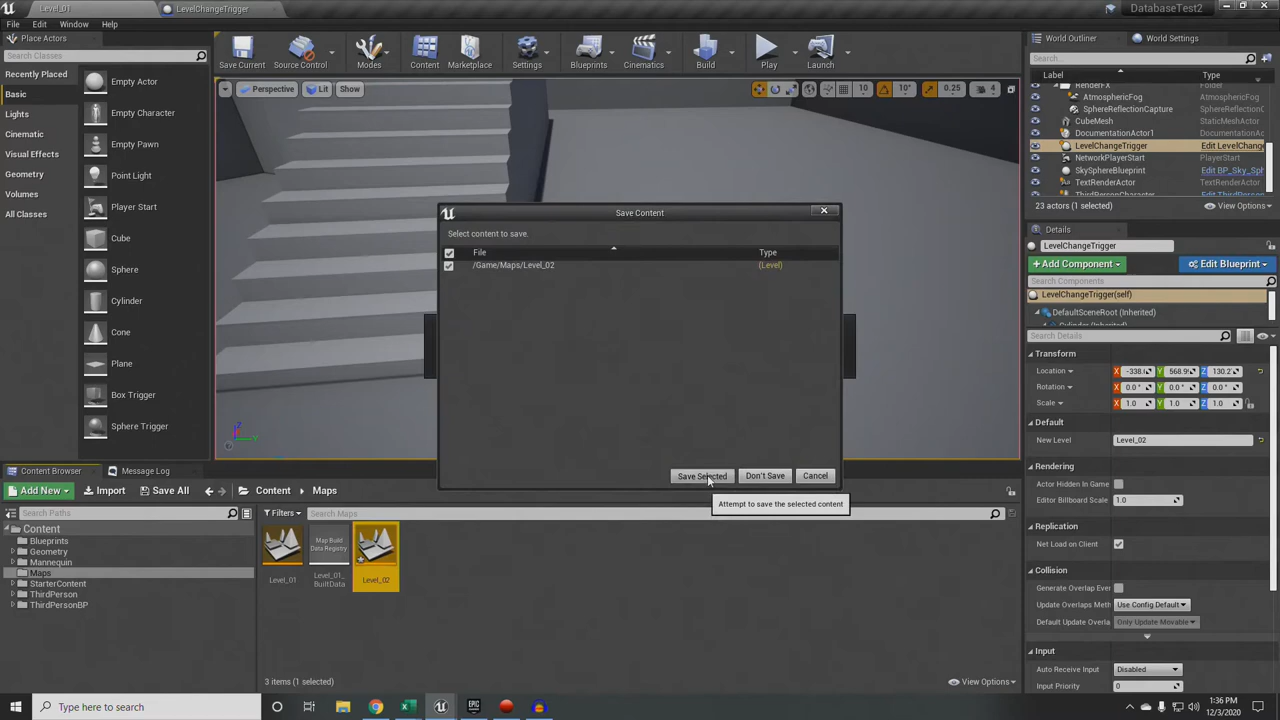 Level_01
LevelChangeTrigger
DatabaseTest2
File Edit Window Help
Place Actors
Search Classes
Recently Placed
Basic
Lights
Cinematic
Visual Effects
Geometry
Volumes
All Classes
Empty Actor
Empty Character
Empty Pawn
Point Light
Player Start
Cube
Sphere
Cylinder
Cone
Plane
Box Trigger
Sphere Trigger
Save Current
Source Control
Modes
Content
Marketplace
Settings
Blueprints
Cinematics
Build
Play
Launch
Perspective
Lit
Show
10
10°
0.25
4
Save Content
Select content to save.
File Type
/Game/Maps/Level_02 (Level)
Save Selected
Don't Save
Cancel
Attempt to save the selected content
World Outliner
World Settings
Search...
Label Type
RenderFX Folder
AtmosphericFog AtmosphericFog
SphereReflectionCapture SphereReflectionC
CubeMesh StaticMeshActor
DocumentationActor1 DocumentationActo
LevelChangeTrigger Edit LevelChang
NetworkPlayerStart PlayerStart
SkySphereBlueprint Edit BP_Sky_Sph
TextRenderActor TextRenderActor
ThirdPersonCharacter Edit ThirdPerson
23 actors (1 selected)
View Options
Details
LevelChangeTrigger
+Add Component
Edit Blueprint
Search Components
LevelChangeTrigger(self)
DefaultSceneRoot (Inherited)
Cylinder (Inherited)
Search Details
Transform
Location X -338. Y 568.9 Z 130.2
Rotation X 0.0 ° Y 0.0 ° Z 0.0 °
Scale X 1.0 Y 1.0 Z 1.0
Default
New Level Level_02
Rendering
Actor Hidden In Game
Editor Billboard Scale 1.0
Replication
Net Load on Client
Collision
Generate Overlap Ever
Update Overlaps Meth Use Config Default
Default Update Overla Only Update Movable
Input
Auto Receive Input Disabled
Input Priority 0
Content Browser
Message Log
Add New
Import
Save All
Content
Maps
Search Paths
Filters
Search Maps
Content
Blueprints
Geometry
Mannequin
Maps
StarterContent
ThirdPerson
ThirdPersonBP
Map Build
Data Registry
Level_01
Level_01_
BuiltData
Level_02
3 items (1 selected)
View Options
Type here to search
1:36 PM
12/3/2020